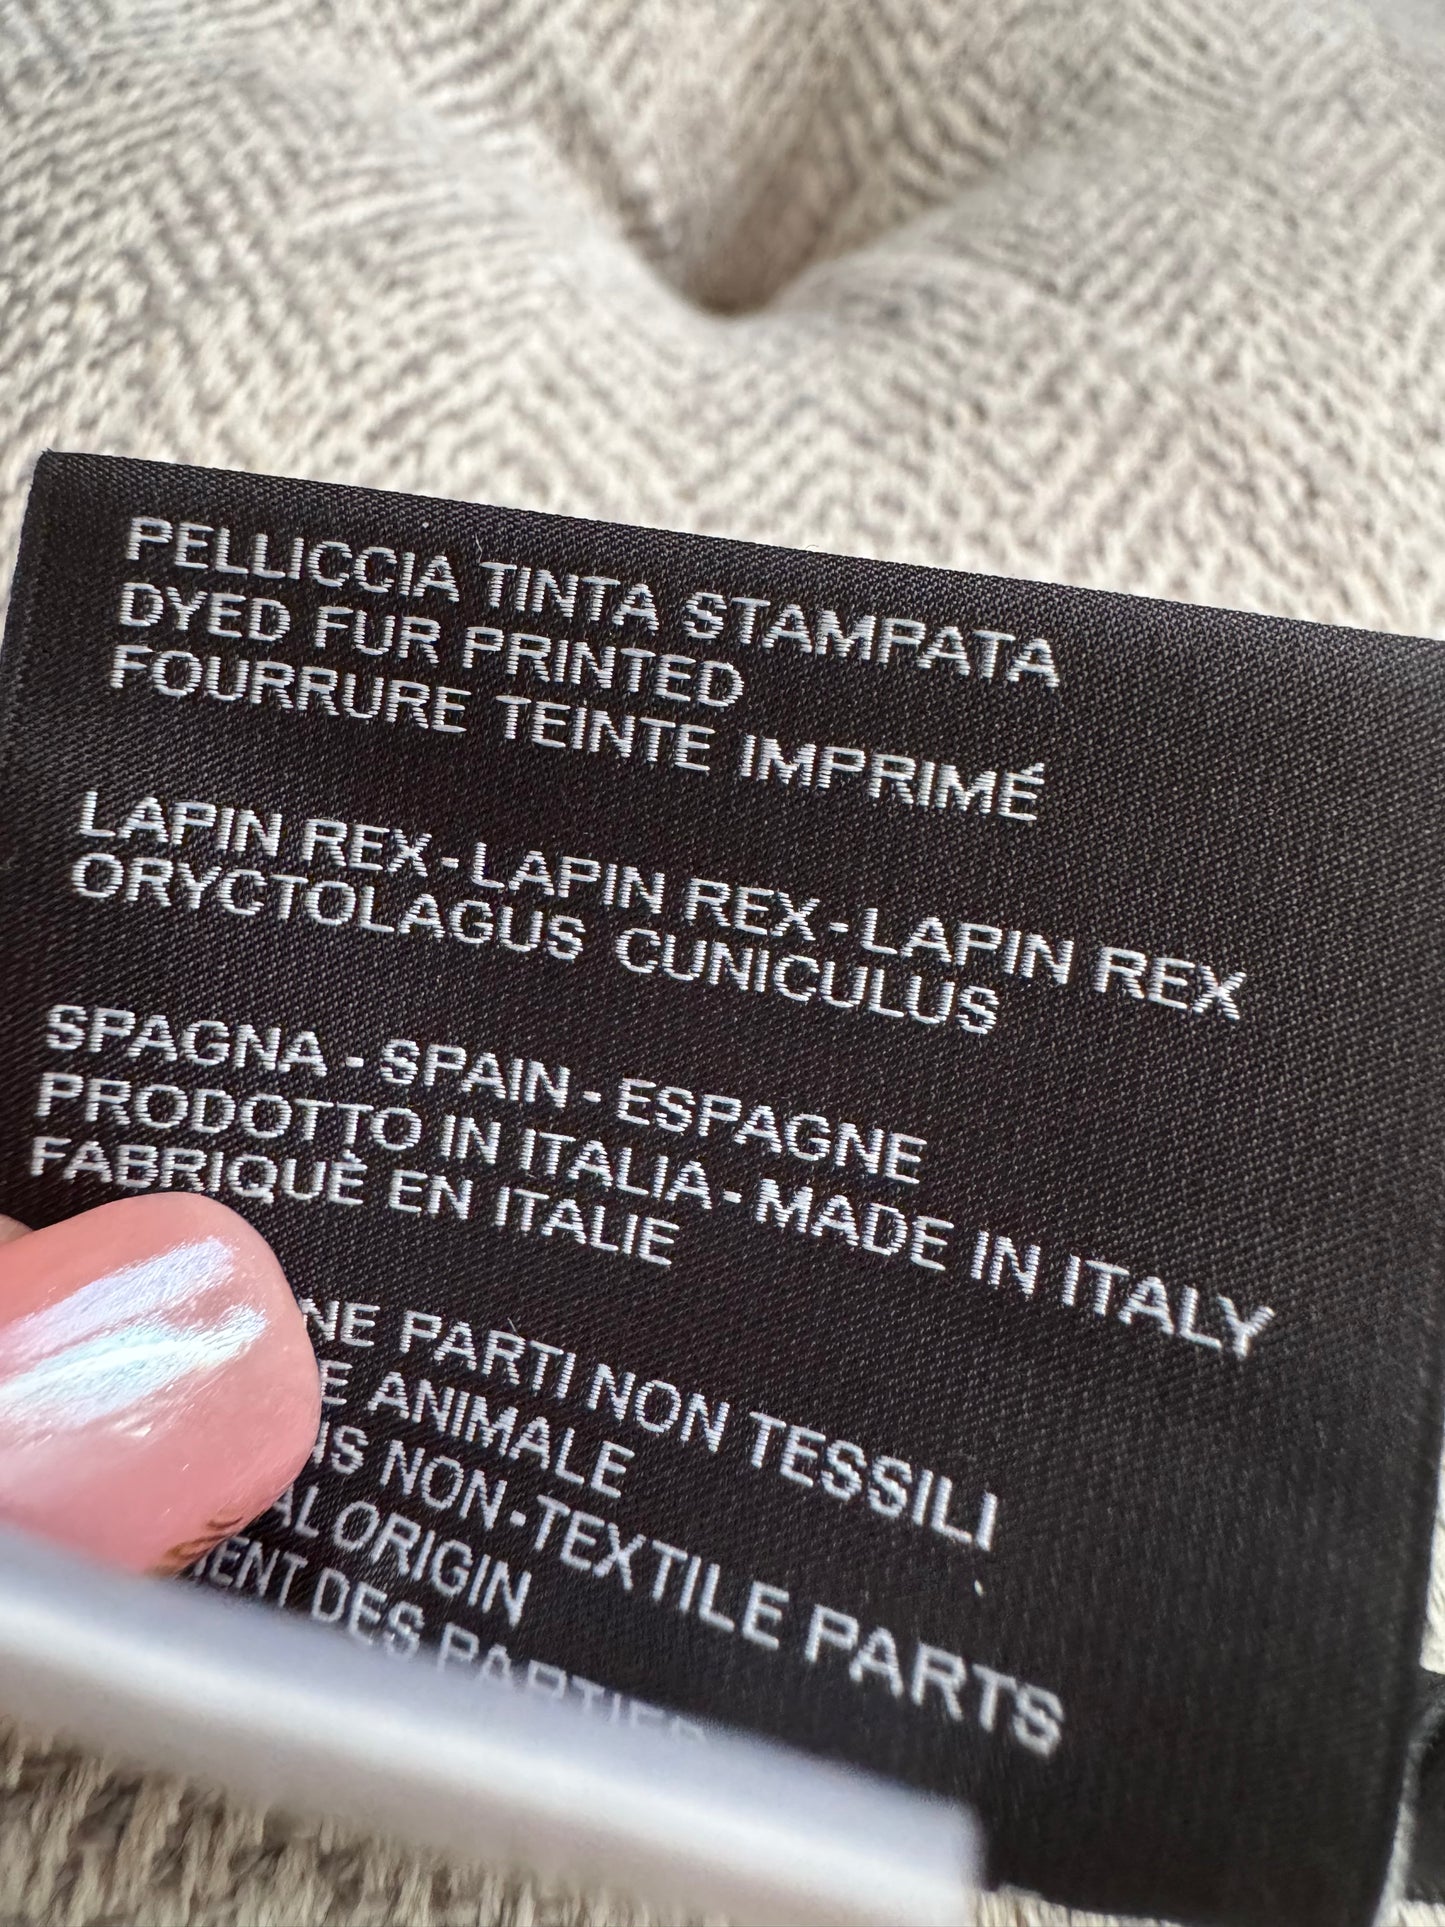 PELLICCIA TINTA STAMPATA
DYED FUR PRINTED
FOURRURE TEINTE IMPRIMÉ
LAPIN REX - LAPIN REX - LAPIN REX
ORYCTOLAGUS CUNICULUS
SPAGNA - SPAIN - ESPAGNE
PRODOTTO IN ITALIA - MADE IN ITALY
FABRIQUÈ EN ITALIE
NE PARTI NON TESSILI
E ANIMALE
NS NON-TEXTILE PARTS
AL ORIGIN
MENT DES PARTIES